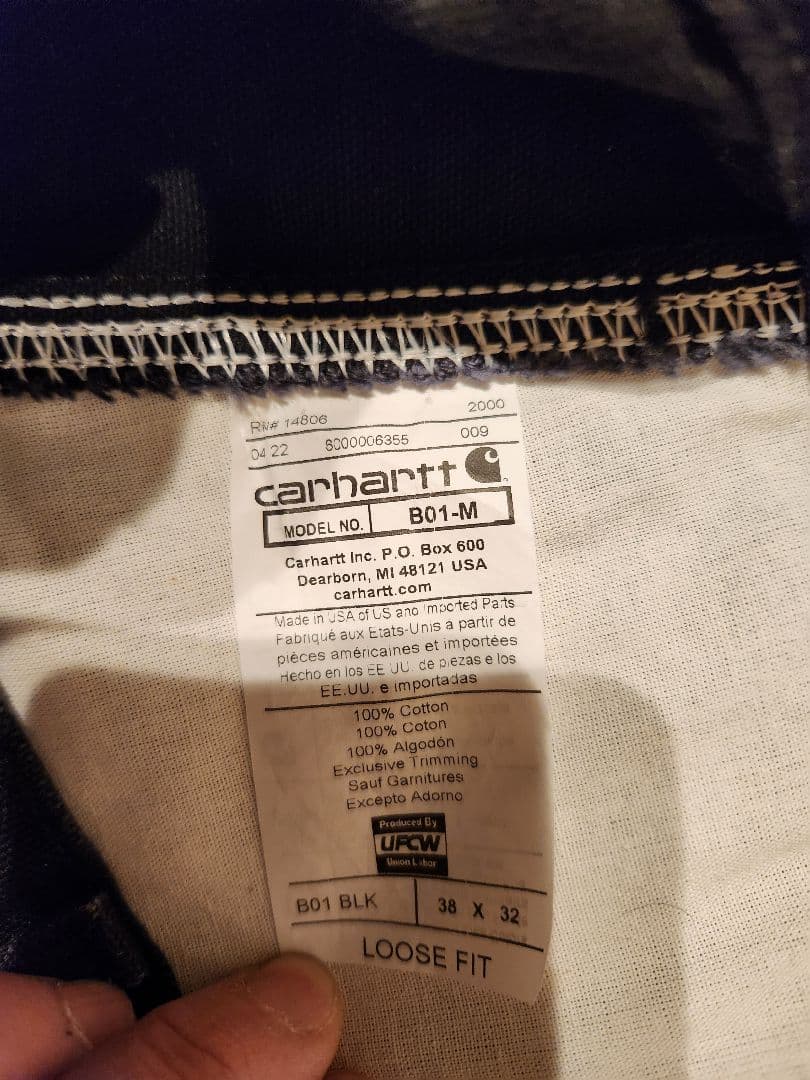 RN# 14806 2000
04 22 8000006355 009
carhartt
MODEL NO. B01-M
Carhartt Inc. P.O. Box 600
Dearborn, MI 48121 USA
carhartt.com
Made in USA of US and Imported Parts
Fabriqué aux Etats-Unis a partir de
pièces américaines et importées
Hecho en los EE UU. de piezas e los
EE.UU. e importadas
100% Cotton
100% Coton
100% Algodón
Exclusive Trimming
Sauf Garnitures
Excepto Adorno
Produced By
UFCW
Union Labor
B01 BLK 38 X 32
LOOSE FIT